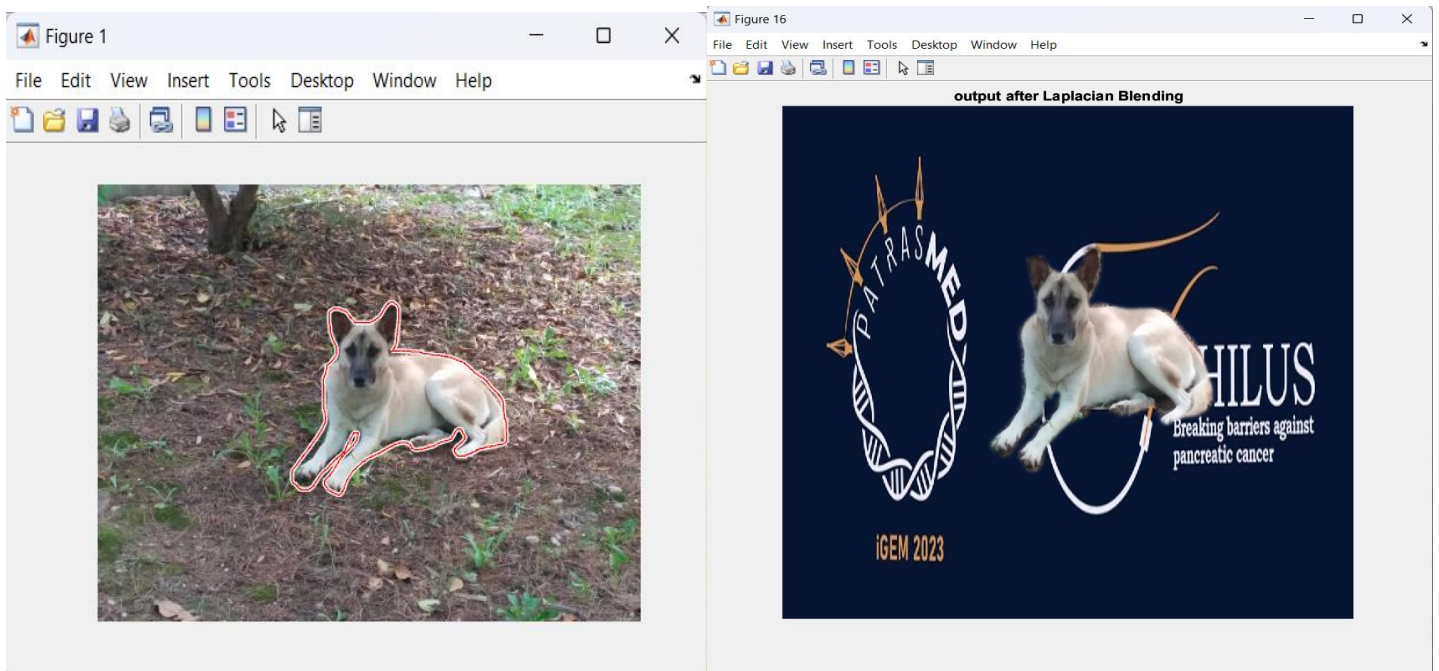 Figure 1
File Edit View Insert Tools Desktop Window Help
Figure 16
File Edit View Insert Tools Desktop Window Help
output after Laplacian Blending
PATRASMED
iGEM 2023
HILUS
Breaking barriers against
pancreatic cancer